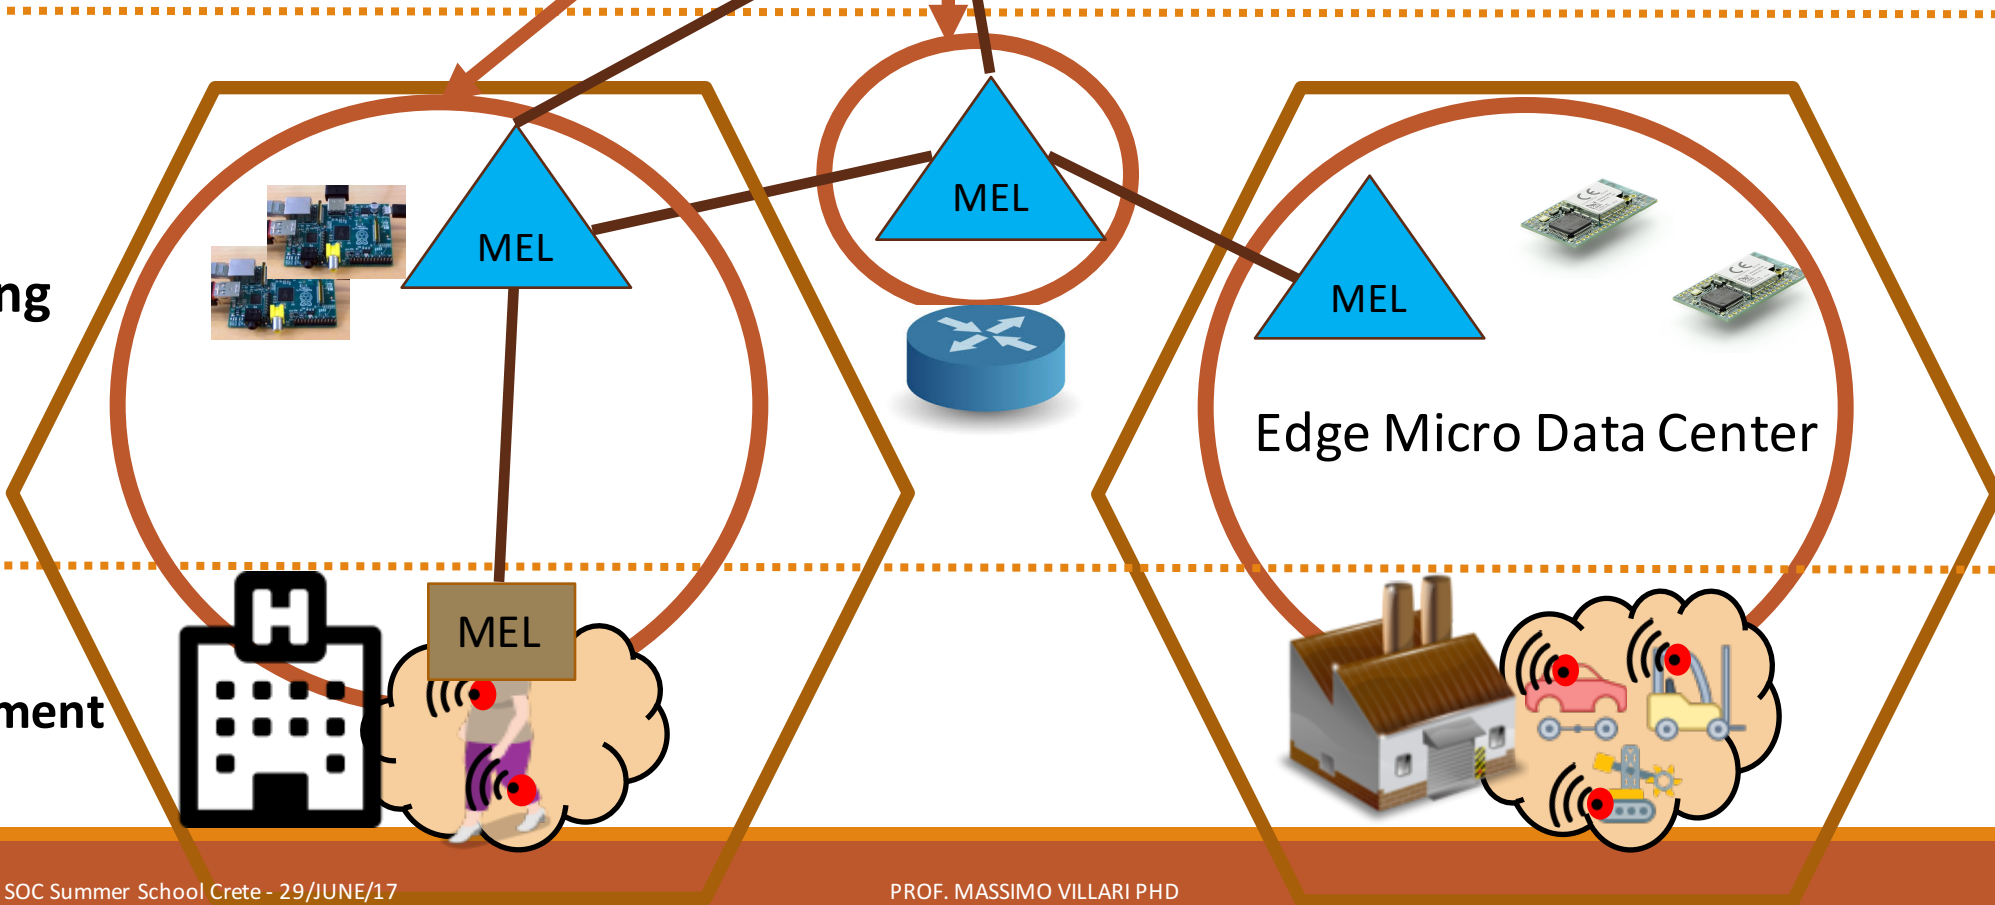 MEL
MEL
MEL
ng
Edge Micro Data Center
H
MEL
ment
SOC Summer School Crete - 29/JUNE/17
PROF. MASSIMO VILLARI PHD